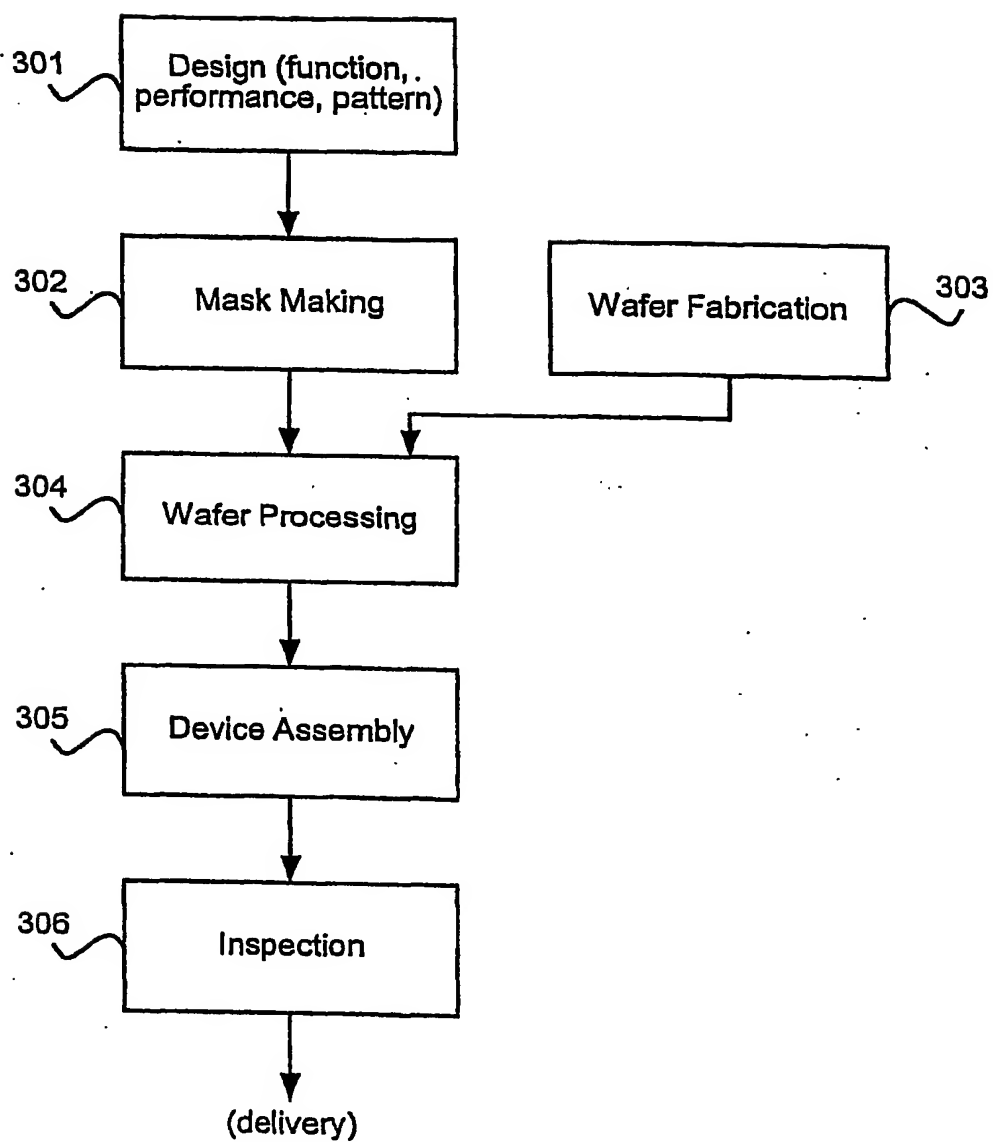 301
Design (function,
performance, pattern)
302
Mask Making
Wafer Fabrication
303
304
Wafer Processing
305
Device Assembly
306
Inspection
(delivery)